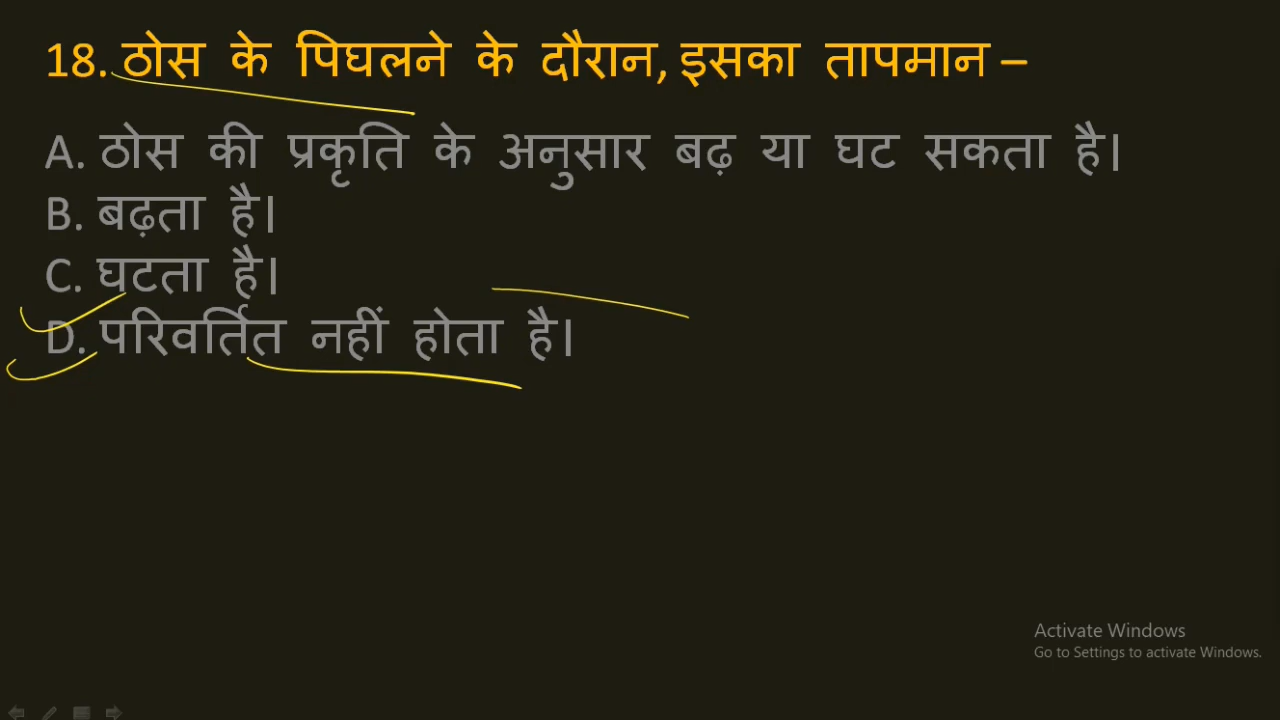 18. ठोस के पिघलने के दौरान, इसका तापमान –
A. ठोस की प्रकृति के अनुसार बढ़ या घट सकता है।
B. बढ़ता है।
C. घटता है।
D. परिवर्तित नहीं होता है।
Activate Windows
Go to Settings to activate Windows.